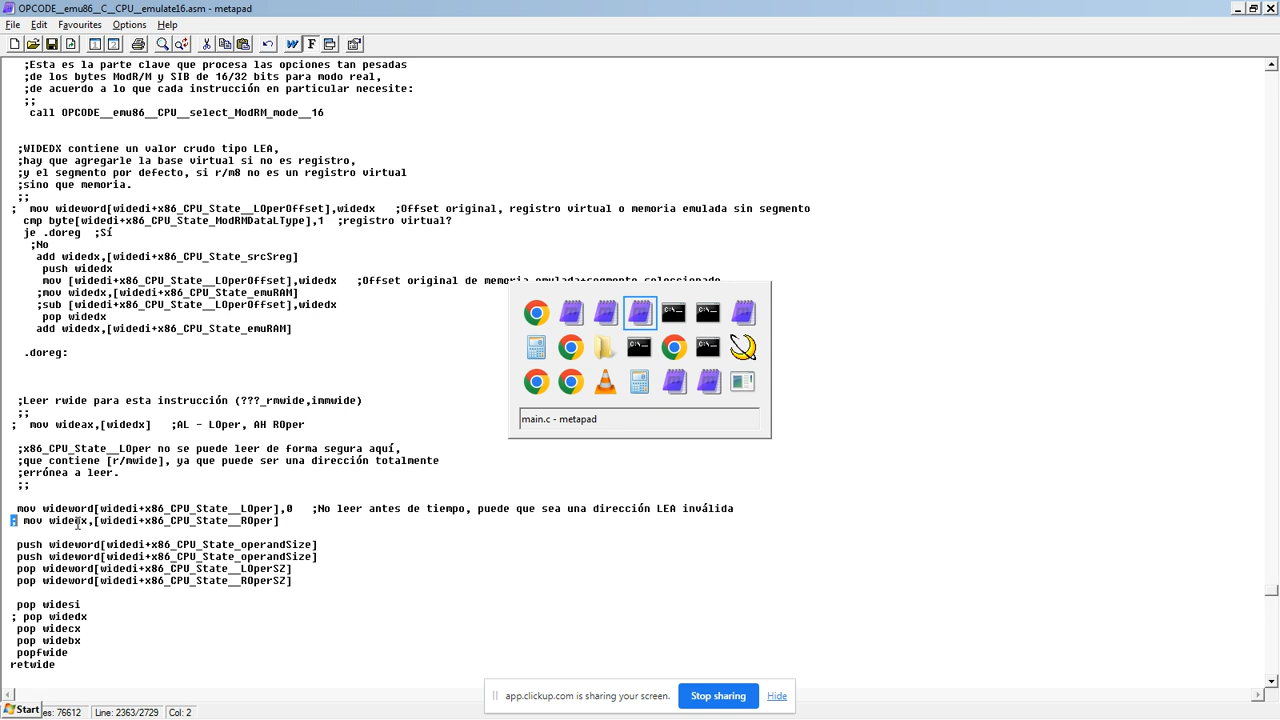 OPCODE__emu86__C__CPU__emulate16.asm - metapad
File Edit Favourites Options Help
;Esta es la parte clave que procesa las opciones tan pesadas
;de los bytes ModR/M y SIB de 16/32 bits para modo real,
;de acuerdo a lo que cada instrucción en particular necesite:
;;
call OPCODE__emu86__CPU__select_ModRM_mode__16
;WIDEDX contiene un valor crudo tipo LEA,
;hay que agregarle la base virtual si no es registro,
;y el segmento por defecto, si r/m8 no es un registro virtual
;sino que memoria.
;;
; mov wideword[widedi+x86_CPU_State__LOperOffset],widedx ;Offset original, registro virtual o memoria emulada sin segmento
cmp byte[widedi+x86_CPU_State_ModRMDataLType],1 ;registro virtual?
je .doreg ;Sí
;No
add widedx,[widedi+x86_CPU_State_srcSreg]
push widedx
mov [widedi+x86_CPU_State__LOperOffset],widedx ;Offset original de memoria emulada+segmento seleccionado
;mov widedx,[widedi+x86_CPU_State_emuRAM]
;sub [widedi+x86_CPU_State__LOperOffset],widedx
pop widedx
add widedx,[widedi+x86_CPU_State_emuRAM]
.doreg:
;Leer rwide para esta instrucción (???_rmwide,immwide)
;;
; mov wideax,[widedx] ;AL - LOper, AH ROper
;x86_CPU_State__LOper no se puede leer de forma segura aquí,
;que contiene [r/mwide], ya que puede ser una dirección totalmente
;errónea a leer.
;;
mov wideword[widedi+x86_CPU_State__LOper],0 ;No leer antes de tiempo, puede que sea una dirección LEA inválida
; mov widedx,[widedi+x86_CPU_State__ROper]
push wideword[widedi+x86_CPU_State_operandSize]
push wideword[widedi+x86_CPU_State_operandSize]
pop wideword[widedi+x86_CPU_State__LOperSZ]
pop wideword[widedi+x86_CPU_State__ROperSZ]
pop widesi
; pop widedx
pop widecx
pop widebx
popfwide
retwide
main.c - metapad
app.clickup.com is sharing your screen. Stop sharing Hide
Start es: 76612 Line: 2363/2729 Col: 2